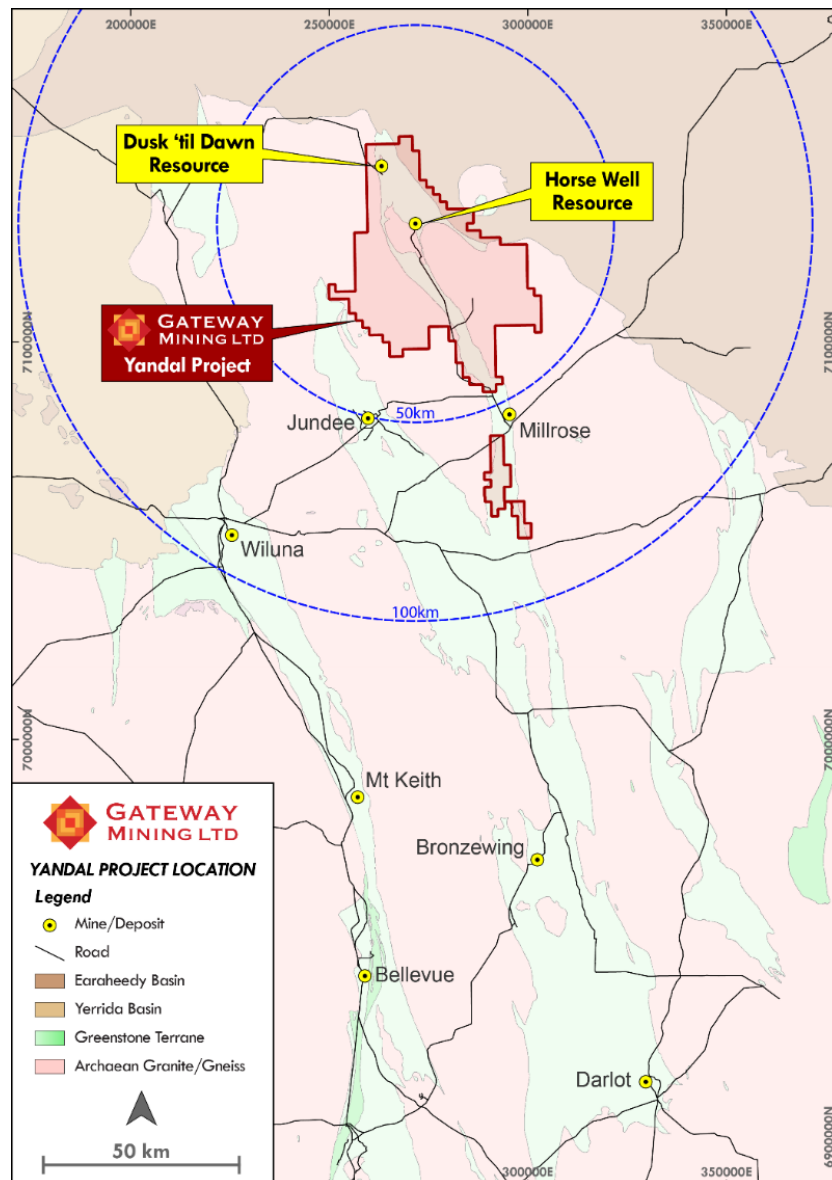 200000E
250000E
300000E
350000E
Dusk ‘til Dawn
Resource
Horse Well
Resource
GATEWAY
MINING LTD
Yandal Project
7100000N
7100000N
50km
Jundee
Millrose
Wiluna
100km
7000000N
7000000N
Mt Keith
Bronzewing
Bellevue
Darlot
GATEWAY
MINING LTD
YANDAL PROJECT LOCATION
Legend
Mine/Deposit
Road
Earaheedy Basin
Yerrida Basin
Greenstone Terrane
Archaean Granite/Gneiss
50 km
300000E
350000E
6900000N